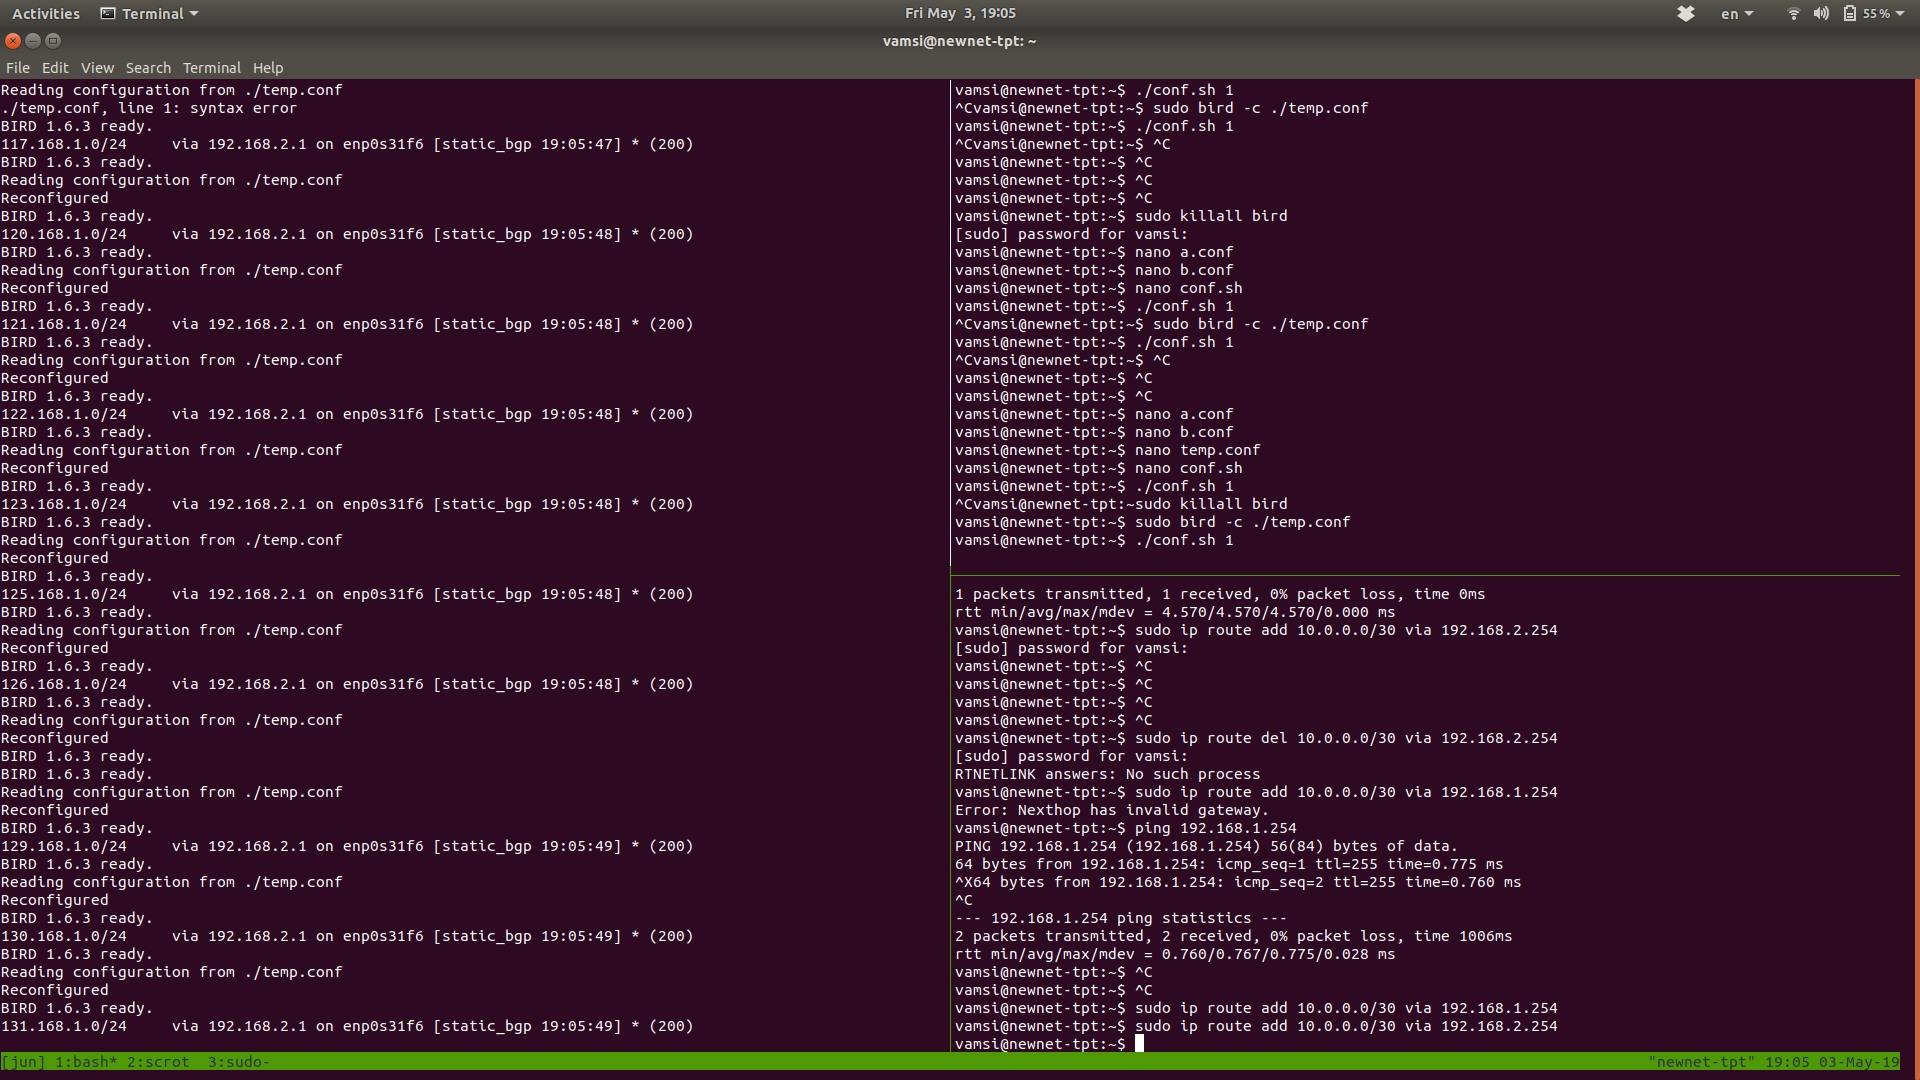 Activities Terminal Fri May 3, 19:05 en 55%
vamsi@newnet-tpt: ~
File Edit View Search Terminal Help
Reading configuration from ./temp.conf
./temp.conf, line 1: syntax error
BIRD 1.6.3 ready.
117.168.1.0/24     via 192.168.2.1 on enp0s31f6 [static_bgp 19:05:47] * (200)
BIRD 1.6.3 ready.
Reading configuration from ./temp.conf
Reconfigured
BIRD 1.6.3 ready.
120.168.1.0/24     via 192.168.2.1 on enp0s31f6 [static_bgp 19:05:48] * (200)
BIRD 1.6.3 ready.
Reading configuration from ./temp.conf
Reconfigured
BIRD 1.6.3 ready.
121.168.1.0/24     via 192.168.2.1 on enp0s31f6 [static_bgp 19:05:48] * (200)
BIRD 1.6.3 ready.
Reading configuration from ./temp.conf
Reconfigured
BIRD 1.6.3 ready.
122.168.1.0/24     via 192.168.2.1 on enp0s31f6 [static_bgp 19:05:48] * (200)
BIRD 1.6.3 ready.
Reading configuration from ./temp.conf
Reconfigured
BIRD 1.6.3 ready.
123.168.1.0/24     via 192.168.2.1 on enp0s31f6 [static_bgp 19:05:48] * (200)
BIRD 1.6.3 ready.
Reading configuration from ./temp.conf
Reconfigured
BIRD 1.6.3 ready.
125.168.1.0/24     via 192.168.2.1 on enp0s31f6 [static_bgp 19:05:48] * (200)
BIRD 1.6.3 ready.
Reading configuration from ./temp.conf
Reconfigured
BIRD 1.6.3 ready.
126.168.1.0/24     via 192.168.2.1 on enp0s31f6 [static_bgp 19:05:48] * (200)
BIRD 1.6.3 ready.
Reading configuration from ./temp.conf
Reconfigured
BIRD 1.6.3 ready.
BIRD 1.6.3 ready.
Reading configuration from ./temp.conf
Reconfigured
BIRD 1.6.3 ready.
129.168.1.0/24     via 192.168.2.1 on enp0s31f6 [static_bgp 19:05:49] * (200)
BIRD 1.6.3 ready.
Reading configuration from ./temp.conf
Reconfigured
BIRD 1.6.3 ready.
130.168.1.0/24     via 192.168.2.1 on enp0s31f6 [static_bgp 19:05:49] * (200)
BIRD 1.6.3 ready.
Reading configuration from ./temp.conf
Reconfigured
BIRD 1.6.3 ready.
131.168.1.0/24     via 192.168.2.1 on enp0s31f6 [static_bgp 19:05:49] * (200)
vamsi@newnet-tpt:~$ ./conf.sh 1
^Cvamsi@newnet-tpt:~$ sudo bird -c ./temp.conf
vamsi@newnet-tpt:~$ ./conf.sh 1
^Cvamsi@newnet-tpt:~$ ^C
vamsi@newnet-tpt:~$ ^C
vamsi@newnet-tpt:~$ ^C
vamsi@newnet-tpt:~$ ^C
vamsi@newnet-tpt:~$ sudo killall bird
[sudo] password for vamsi:
vamsi@newnet-tpt:~$ nano a.conf
vamsi@newnet-tpt:~$ nano b.conf
vamsi@newnet-tpt:~$ nano conf.sh
vamsi@newnet-tpt:~$ ./conf.sh 1
^Cvamsi@newnet-tpt:~$ sudo bird -c ./temp.conf
vamsi@newnet-tpt:~$ ./conf.sh 1
^Cvamsi@newnet-tpt:~$ ^C
vamsi@newnet-tpt:~$ ^C
vamsi@newnet-tpt:~$ ^C
vamsi@newnet-tpt:~$ nano a.conf
vamsi@newnet-tpt:~$ nano b.conf
vamsi@newnet-tpt:~$ nano temp.conf
vamsi@newnet-tpt:~$ nano conf.sh
vamsi@newnet-tpt:~$ ./conf.sh 1
^Cvamsi@newnet-tpt:~sudo killall bird
vamsi@newnet-tpt:~$ sudo bird -c ./temp.conf
vamsi@newnet-tpt:~$ ./conf.sh 1
1 packets transmitted, 1 received, 0% packet loss, time 0ms
rtt min/avg/max/mdev = 4.570/4.570/4.570/0.000 ms
vamsi@newnet-tpt:~$ sudo ip route add 10.0.0.0/30 via 192.168.2.254
[sudo] password for vamsi:
vamsi@newnet-tpt:~$ ^C
vamsi@newnet-tpt:~$ ^C
vamsi@newnet-tpt:~$ ^C
vamsi@newnet-tpt:~$ ^C
vamsi@newnet-tpt:~$ sudo ip route del 10.0.0.0/30 via 192.168.2.254
[sudo] password for vamsi:
RTNETLINK answers: No such process
vamsi@newnet-tpt:~$ sudo ip route add 10.0.0.0/30 via 192.168.1.254
Error: Nexthop has invalid gateway.
vamsi@newnet-tpt:~$ ping 192.168.1.254
PING 192.168.1.254 (192.168.1.254) 56(84) bytes of data.
64 bytes from 192.168.1.254: icmp_seq=1 ttl=255 time=0.775 ms
^X64 bytes from 192.168.1.254: icmp_seq=2 ttl=255 time=0.760 ms
^C
--- 192.168.1.254 ping statistics ---
2 packets transmitted, 2 received, 0% packet loss, time 1006ms
rtt min/avg/max/mdev = 0.760/0.767/0.775/0.028 ms
vamsi@newnet-tpt:~$ ^C
vamsi@newnet-tpt:~$ ^C
vamsi@newnet-tpt:~$ sudo ip route add 10.0.0.0/30 via 192.168.1.254
vamsi@newnet-tpt:~$ sudo ip route add 10.0.0.0/30 via 192.168.2.254
vamsi@newnet-tpt:~$
[jun] 1:bash* 2:scrot  3:sudo- "newnet-tpt" 19:05 03-May-19